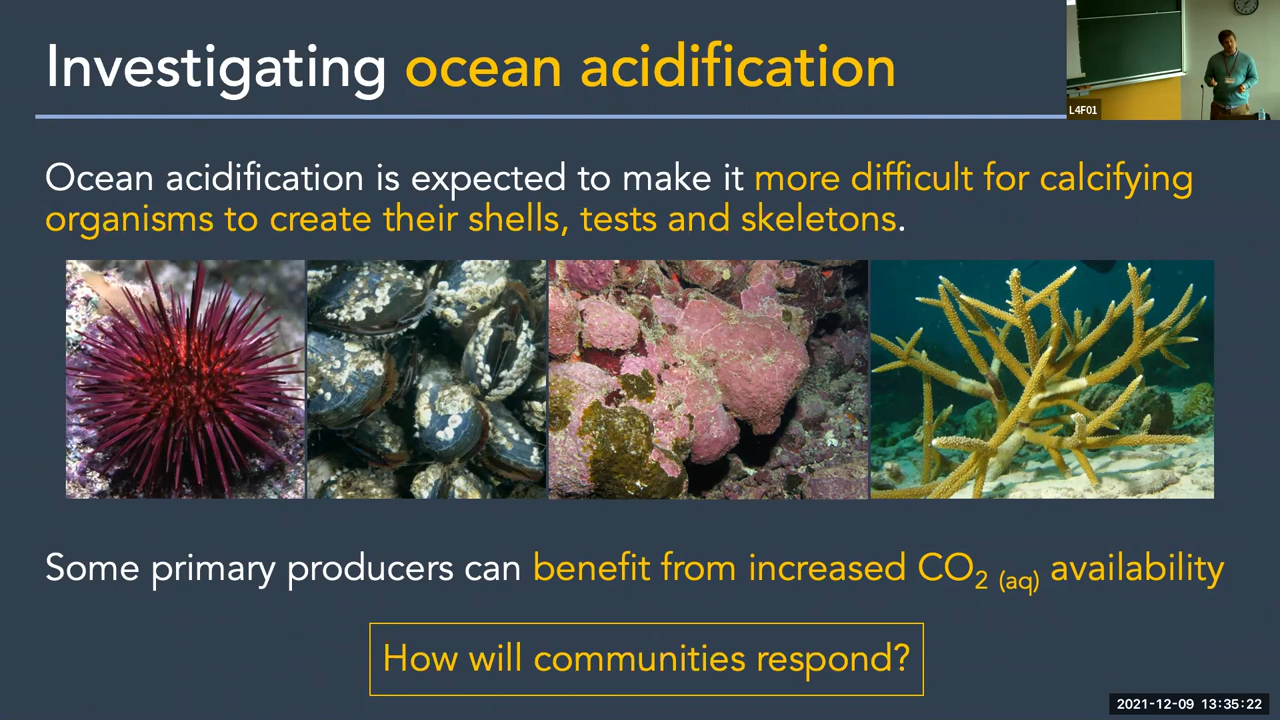 Investigating ocean acidification
L4F01
Ocean acidification is expected to make it more difficult for calcifying
organisms to create their shells, tests and skeletons.
Some primary producers can benefit from increased CO2 (aq) availability
How will communities respond?
2021-12-09 13:35:22